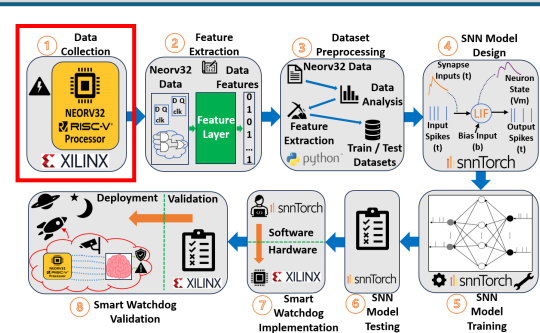 1 Data Collection
NEORV32
RISC-V
Processor
XILINX
2 Feature Extraction
Neorv32 Data
Data Features
D Q
clk
D Q
clk
Feature Layer
0
1
0
1
...
1
XILINX
3 Dataset Preprocessing
Neorv32 Data
Data Analysis
Feature Extraction
Train / Test Datasets
python
4 SNN Model Design
Synapse Inputs (t)
Neuron State (Vm)
LIF
Input Spikes (t)
Bias Input (b)
Output Spikes (t)
snnTorch
snnTorch
5 SNN Model Training
snnTorch
6 SNN Model Testing
snnTorch
Software
Hardware
XILINX
7 Smart Watchdog Implementation
Deployment
Validation
NEORV32
RISC-V
Processor
XILINX
8 Smart Watchdog Validation